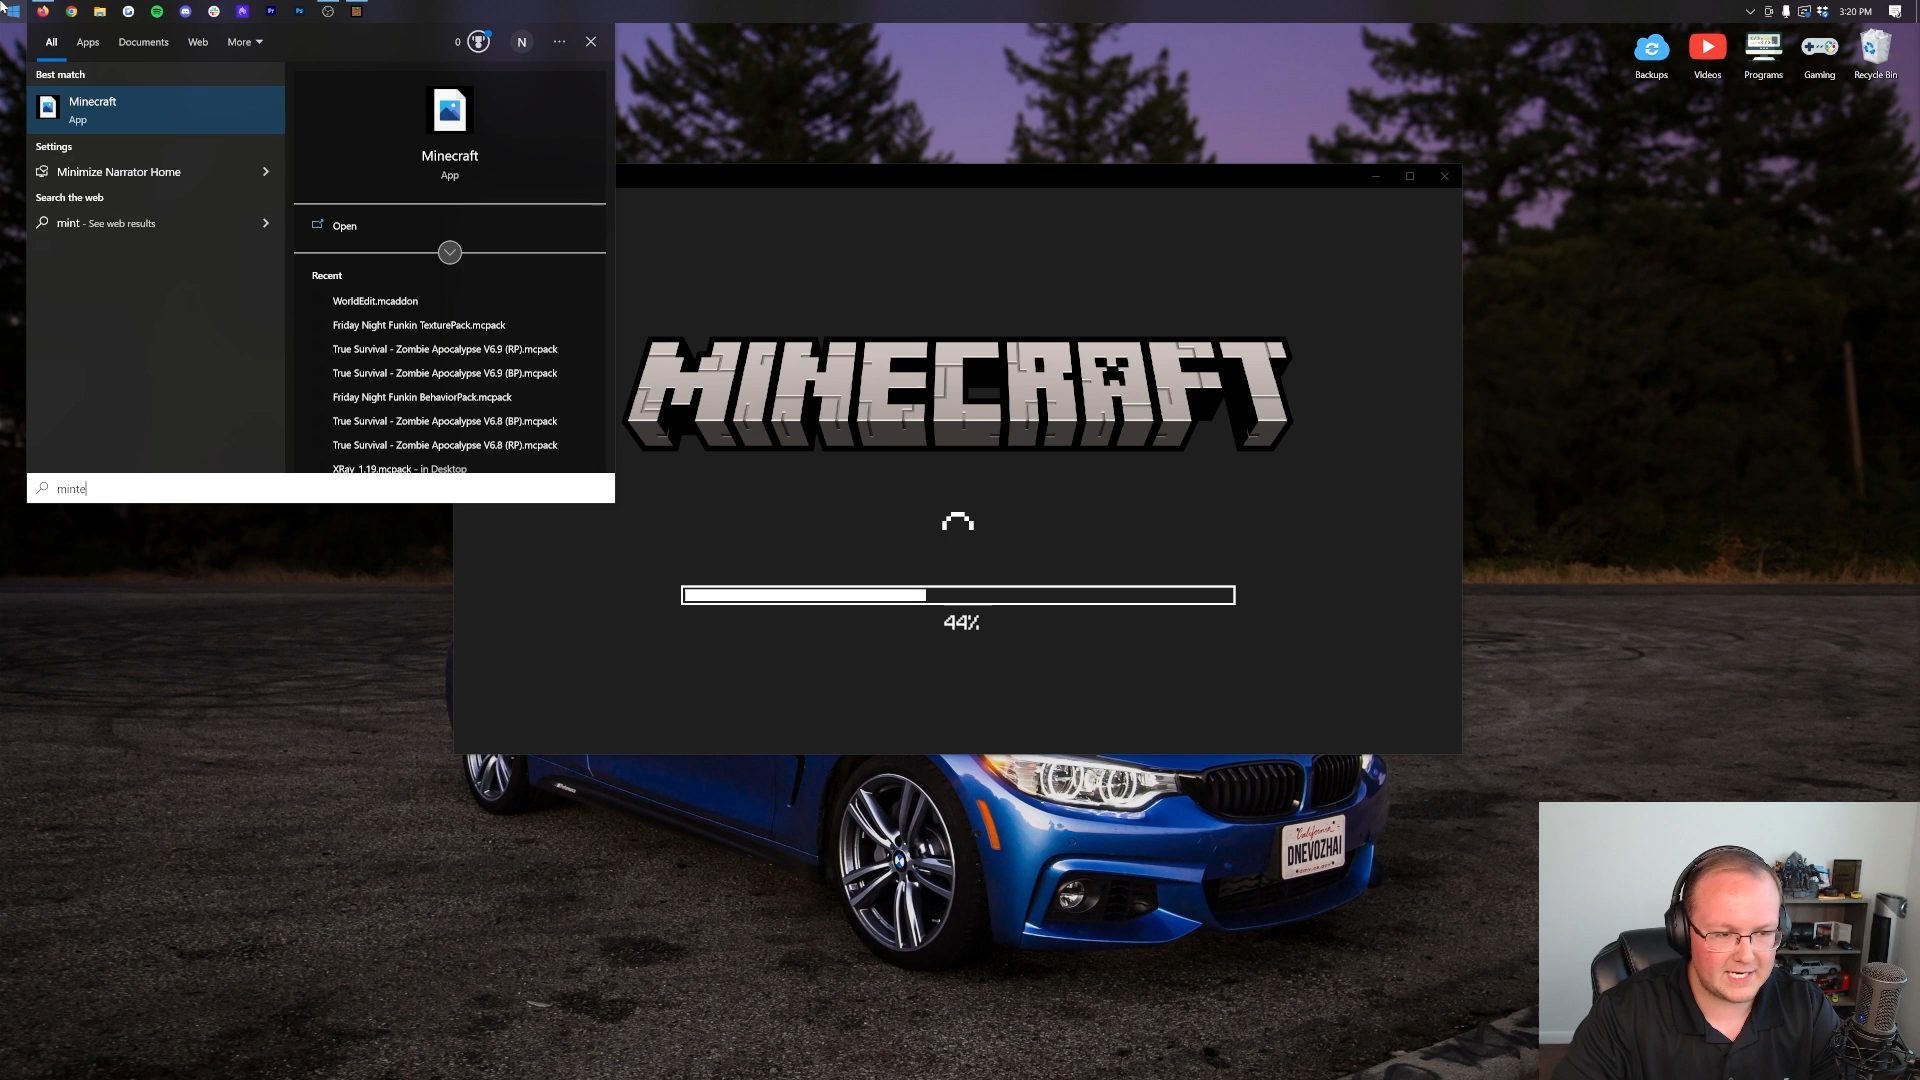 3:20 PM
All Apps Documents Web More 0 N ...
Best match
Minecraft
App
Settings
Minimize Narrator Home
Search the web
mint - See web results
Minecraft
App
Open
Recent
WorldEdit.mcaddon
Friday Night Funkin TexturePack.mcpack
True Survival - Zombie Apocalypse V6.9 (RP).mcpack
True Survival - Zombie Apocalypse V6.9 (BP).mcpack
Friday Night Funkin BehaviorPack.mcpack
True Survival - Zombie Apocalypse V6.8 (BP).mcpack
True Survival - Zombie Apocalypse V6.8 (RP).mcpack
XRay_1.19.mcpack - in Desktop
minte
Backups Videos Programs Gaming Recycle Bin
MINECRAFT
44%
California
DNEVOZHAI